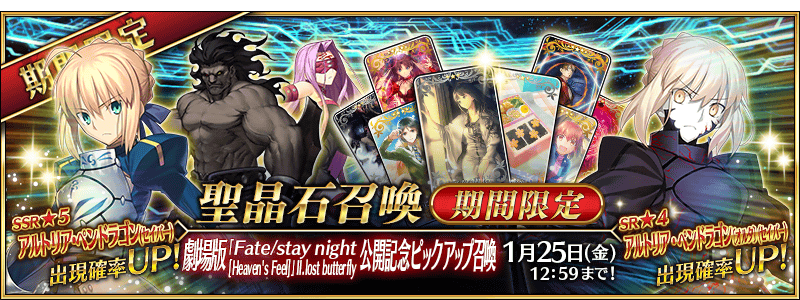 期間限定
聖晶石召喚
期間限定
SSR★5
アルトリア・ペンドラゴン(セイバー)
出現確率UP!
劇場版「Fate/stay night
[Heaven's Feel]」II.lost butterfly
公開記念ピックアップ召喚
1月25日(金)
12:59まで!
SR★4
アルトリア・ペンドラゴン〔オルタ〕(セイバー)
出現確率UP!